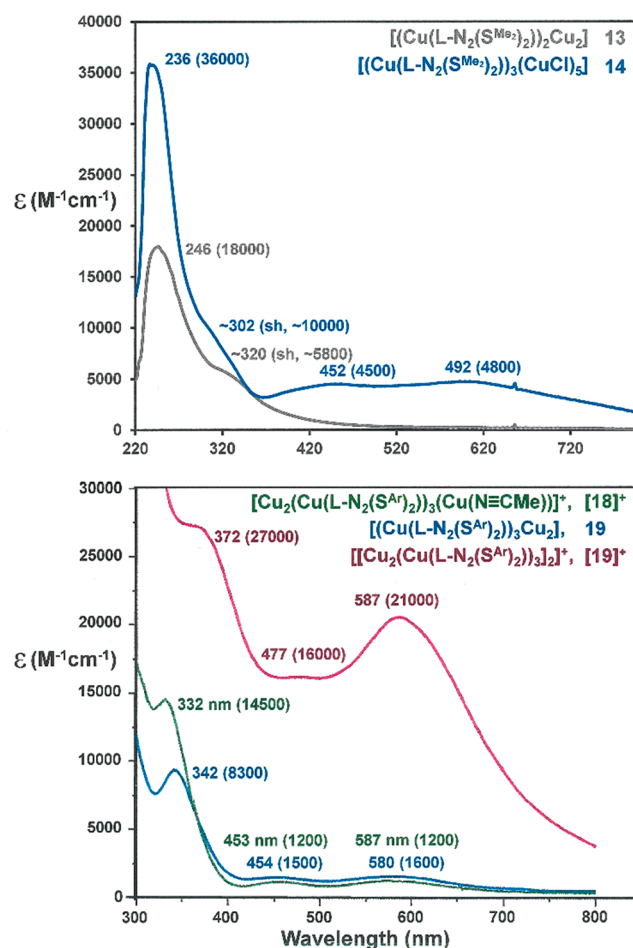 [(Cu(L-N₂(S^Me₂)₂))₂Cu₂] 13
[(Cu(L-N₂(S^Me₂)₂))₃(CuCl)₅] 14
40000
35000
30000
25000
20000
15000
10000
5000
0
ε (M⁻¹cm⁻¹)
236 (36000)
246 (18000)
~302 (sh, ~10000)
~320 (sh, ~5800)
452 (4500)
492 (4800)
220
320
420
520
620
720
[Cu₂(Cu(L-N₂(S^Ar)₂))₃(Cu(N≡CMe))]⁺, [18]⁺
[(Cu(L-N₂(S^Ar)₂))₃Cu₂], 19
[[Cu₂(Cu(L-N₂(S^Ar)₂))₃]₂]⁺, [19]⁺
30000
25000
20000
15000
10000
5000
0
ε (M⁻¹cm⁻¹)
372 (27000)
587 (21000)
477 (16000)
332 nm (14500)
342 (8300)
453 nm (1200)
587 nm (1200)
454 (1500)
580 (1600)
300
400
500
600
700
800
Wavelength (nm)